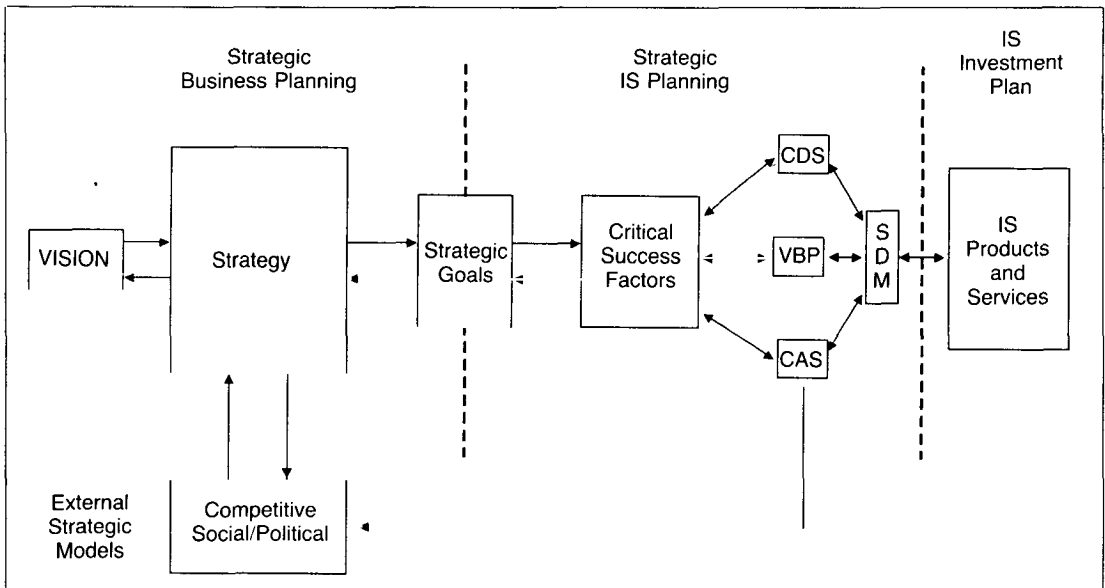 Strategic
Business Planning
Strategic
IS Planning
IS
Investment
Plan
VISION
Strategy
Strategic
Goals
Critical
Success
Factors
CDS
VBP
CAS
S
D
M
IS
Products
and
Services
External
Strategic
Models
Competitive
Social/Political